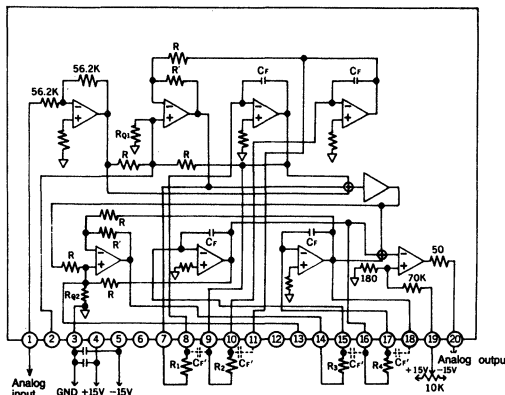 56.2K
56.2K
R
R'
CF
CF
RQ1
R
R
R
R'
R
R
RQ2
CF
CF
180
70K
50
1 2 3 4 5 6 7 8 9 10 11 12 13 14 15 16 17 18 19 20
Analog input
GND +15V -15V
R1
CF'
R2
CF'
R3
CF'
R4
CF'
+15V -15V
10K
Analog output